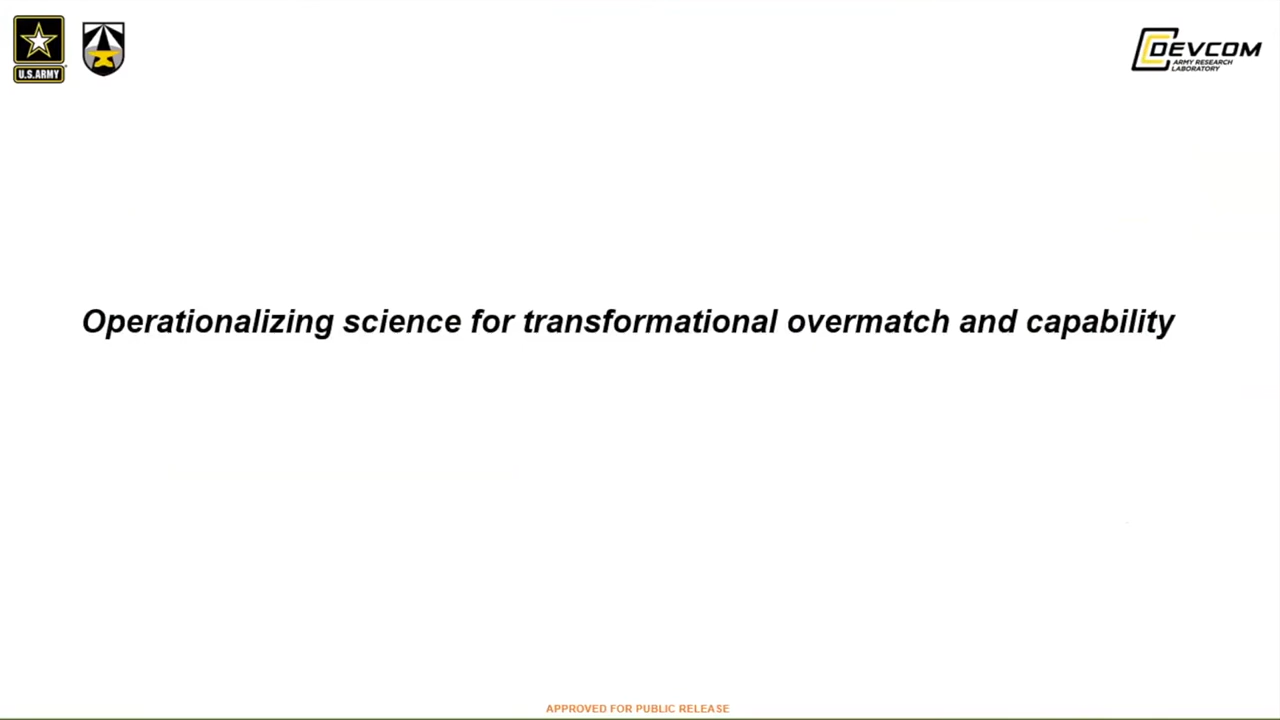 U.S.ARMY
DEVCOM
ARMY RESEARCH
LABORATORY
Operationalizing science for transformational overmatch and capability
APPROVED FOR PUBLIC RELEASE